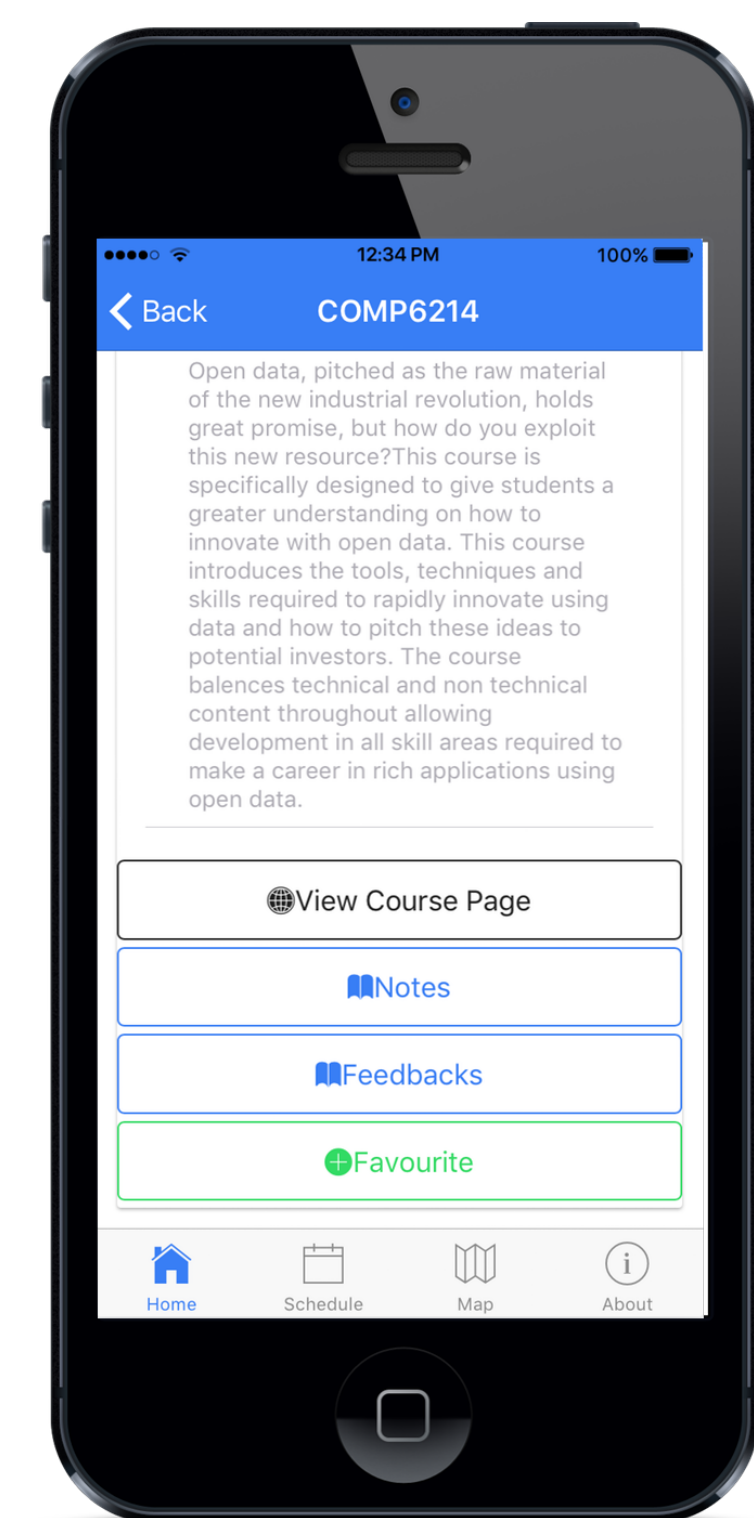 12:34 PM 100%
Back COMP6214
Open data, pitched as the raw material
of the new industrial revolution, holds
great promise, but how do you exploit
this new resource?This course is
specifically designed to give students a
greater understanding on how to
innovate with open data. This course
introduces the tools, techniques and
skills required to rapidly innovate using
data and how to pitch these ideas to
potential investors. The course
balences technical and non technical
content throughout allowing
development in all skill areas required to
make a career in rich applications using
open data.
View Course Page
Notes
Feedbacks
Favourite
Home Schedule Map About